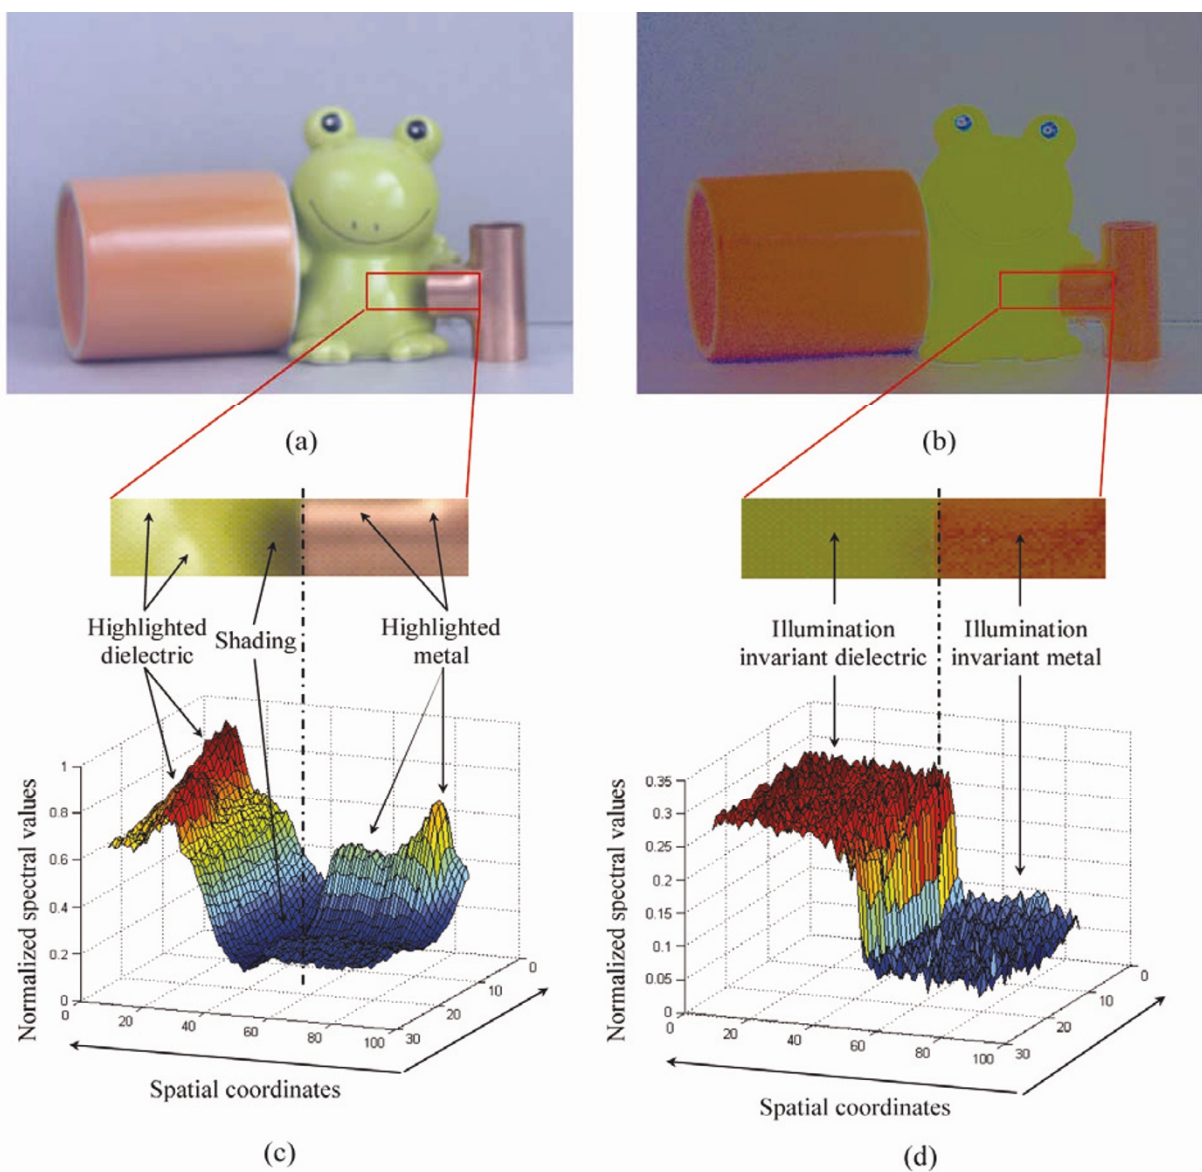 (a)
(b)
Highlighted
dielectric
Shading
Highlighted
metal
Illumination
invariant dielectric
Illumination
invariant metal
Normalized spectral values
1
0.8
0.6
0.4
0.2
0
0
20
40
60
80
100
30
20
10
0
Spatial coordinates
(c)
Normalized spectral values
0.35
0.3
0.25
0.2
0.15
0.1
0.05
0
0
20
40
60
80
100
30
20
10
0
Spatial coordinates
(d)